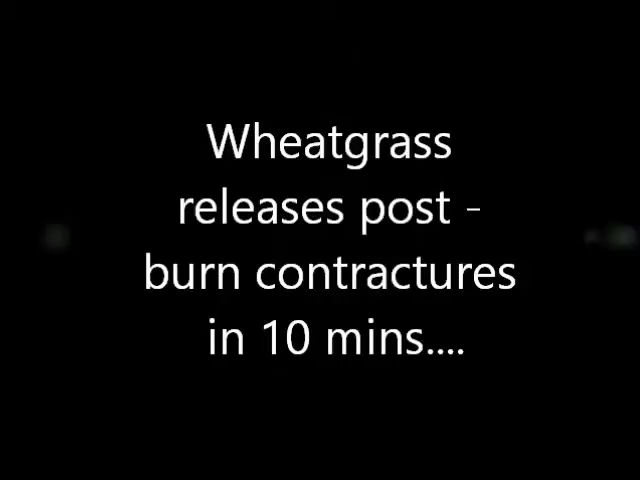 Wheatgrass
releases post -
burn contractures
in 10 mins....